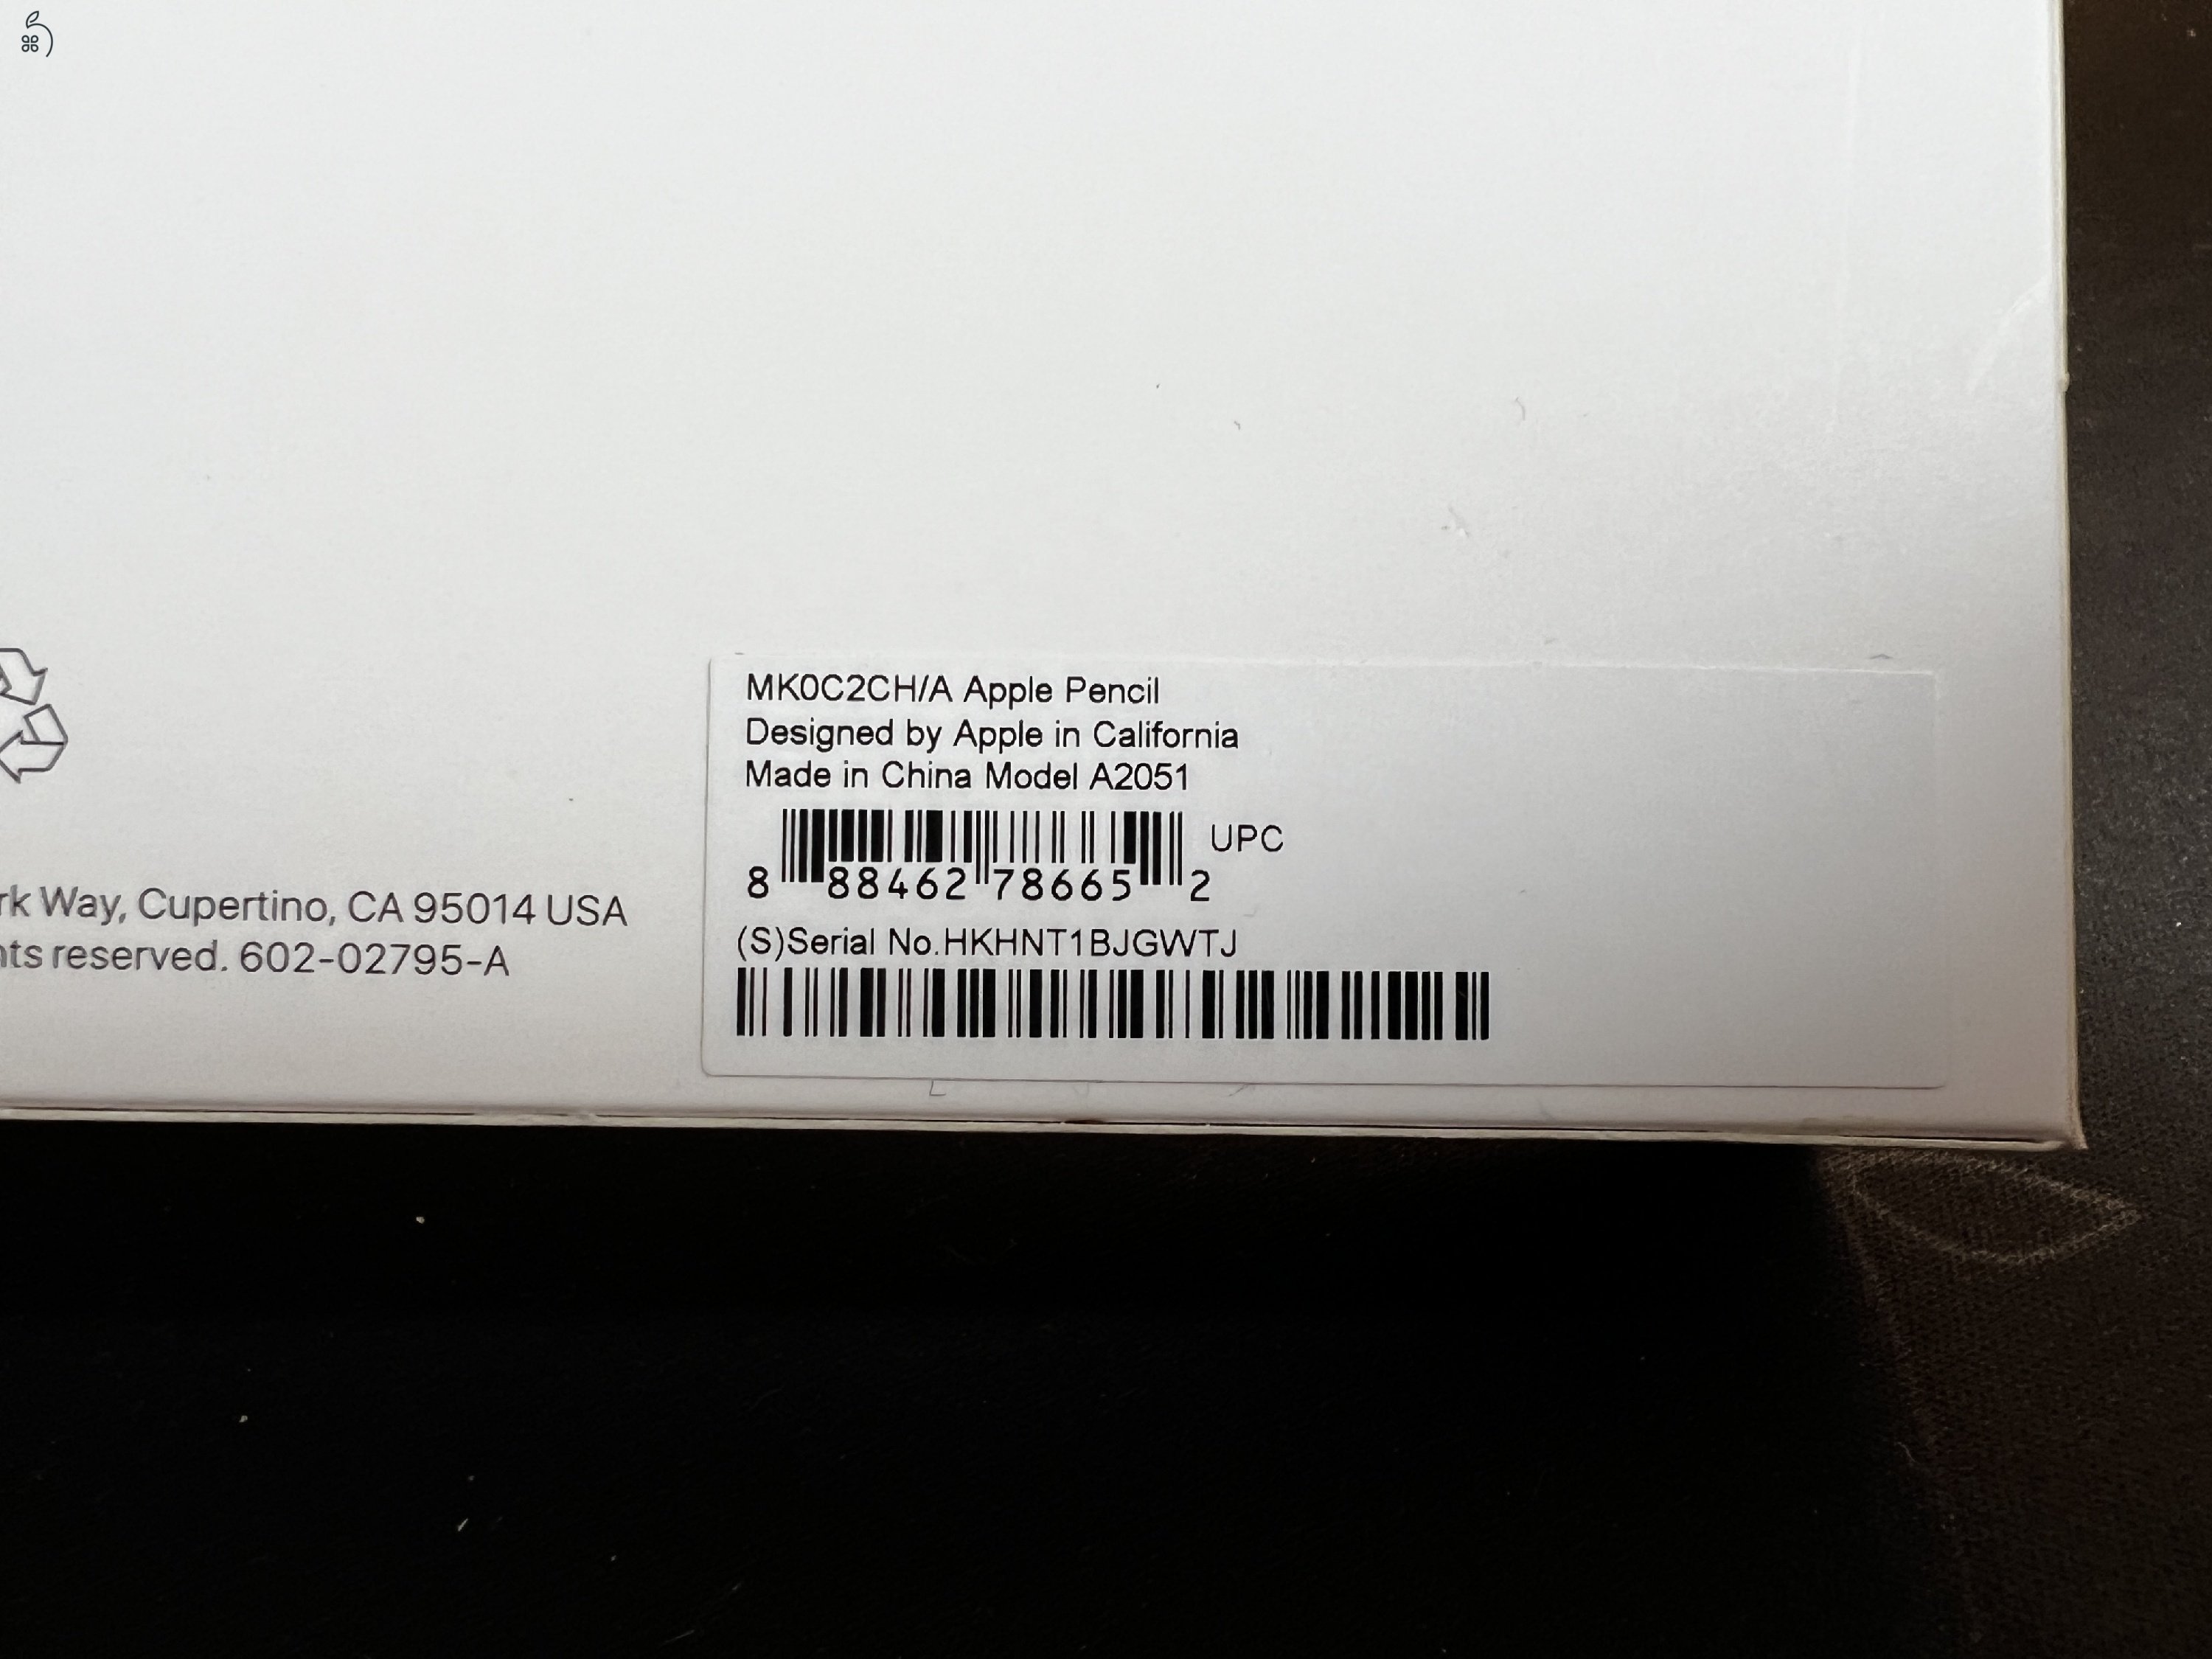 MK0C2CH/A Apple Pencil
Designed by Apple in California
Made in China Model A2051
UPC
8 88462 78665 2
(S)Serial No.HKHNT1BJGWTJ
rk Way, Cupertino, CA 95014 USA
hts reserved. 602-02795-A